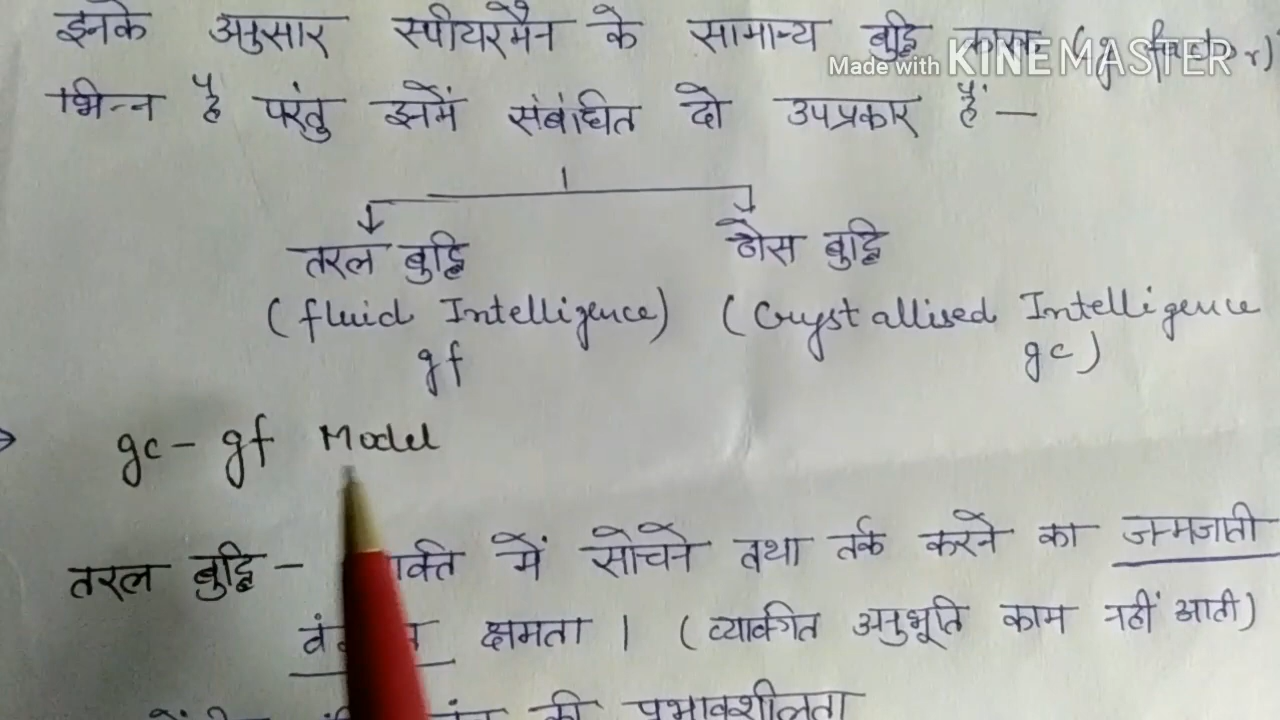 इनके अनुसार स्पीयरमैन के सामान्य बुद्धि (g
Made with KINEMASTER
भिन्न है परंतु इसमें संबंधित दो उपप्रकार हैं —
तरल बुद्धि ठोस बुद्धि
(fluid Intelligence) (Crystallised Intelligence
gf gc)
gc - gf Model
तरल बुद्धि - में सोचने तथा तर्क करने का जन्मजाती
क्षमता । (व्यक्गित अनुभूति काम नहीं आती)
की प्रभावशीलता